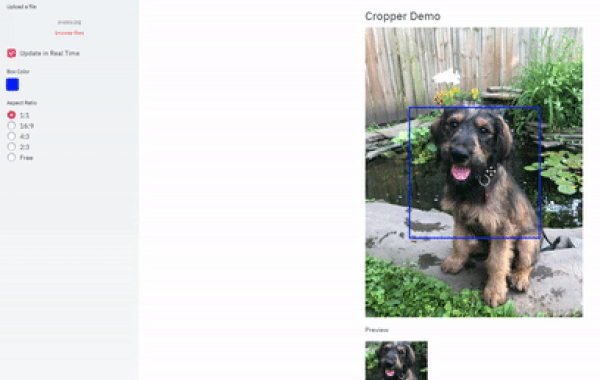 Upload a file
Browse files
Update in Real Time
Box Color
Aspect Ratio
1:1
16:9
4:3
2:3
Free
Cropper Demo
Preview